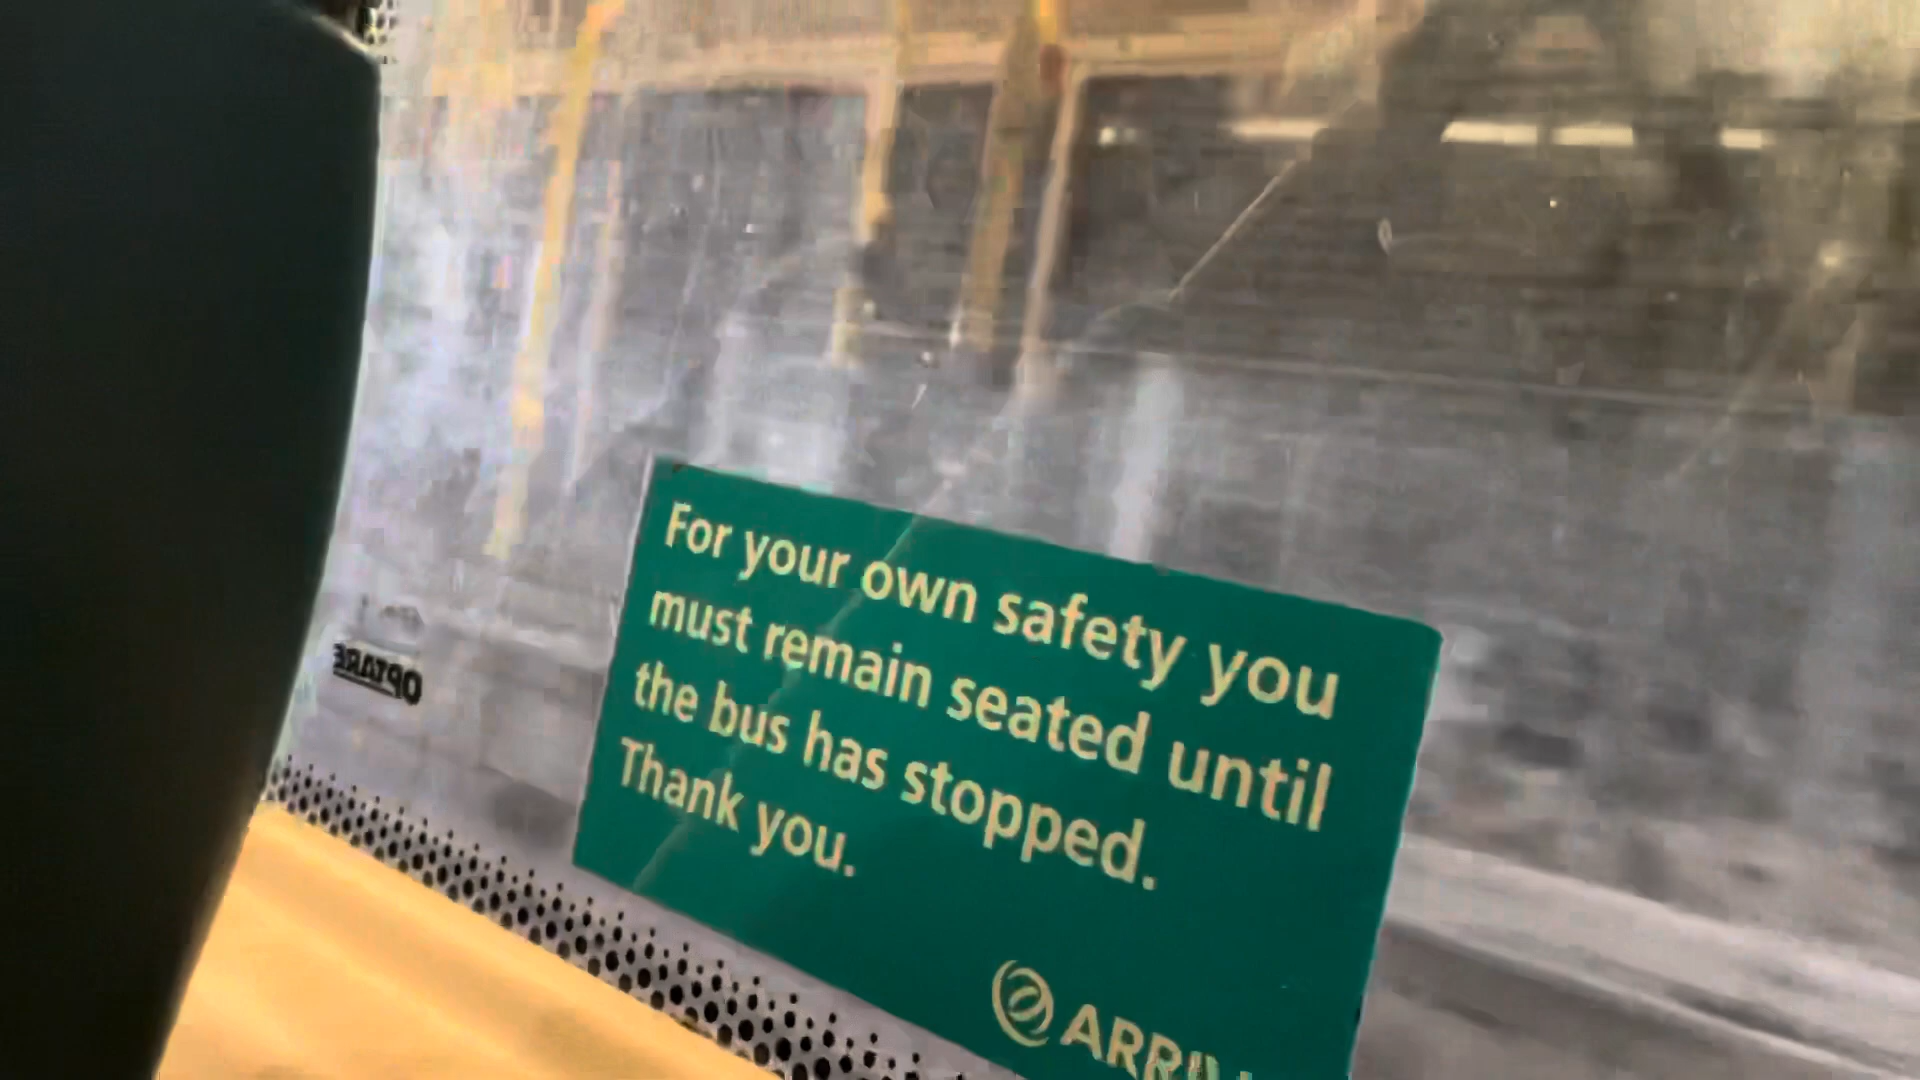 For your own safety you
must remain seated until
the bus has stopped.
Thank you.
OPTARE